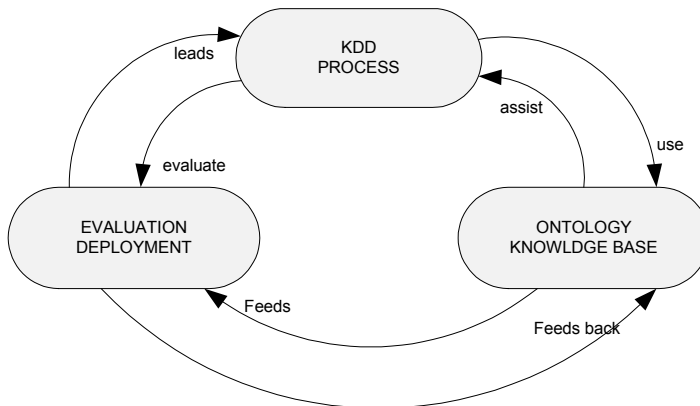 KDD
PROCESS
leads
assist
use
evaluate
EVALUATION
DEPLOYMENT
ONTOLOGY
KNOWLDGE BASE
Feeds
Feeds back